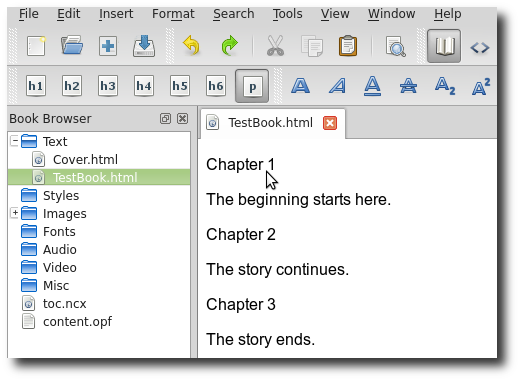 File Edit Insert Format Search Tools View Window Help
h1 h2 h3 h4 h5 h6 p A A A A A2 A2
Book Browser
TestBook.html
Text
Cover.html
TestBook.html
Styles
Images
Fonts
Audio
Video
Misc
toc.ncx
content.opf
Chapter 1
The beginning starts here.
Chapter 2
The story continues.
Chapter 3
The story ends.